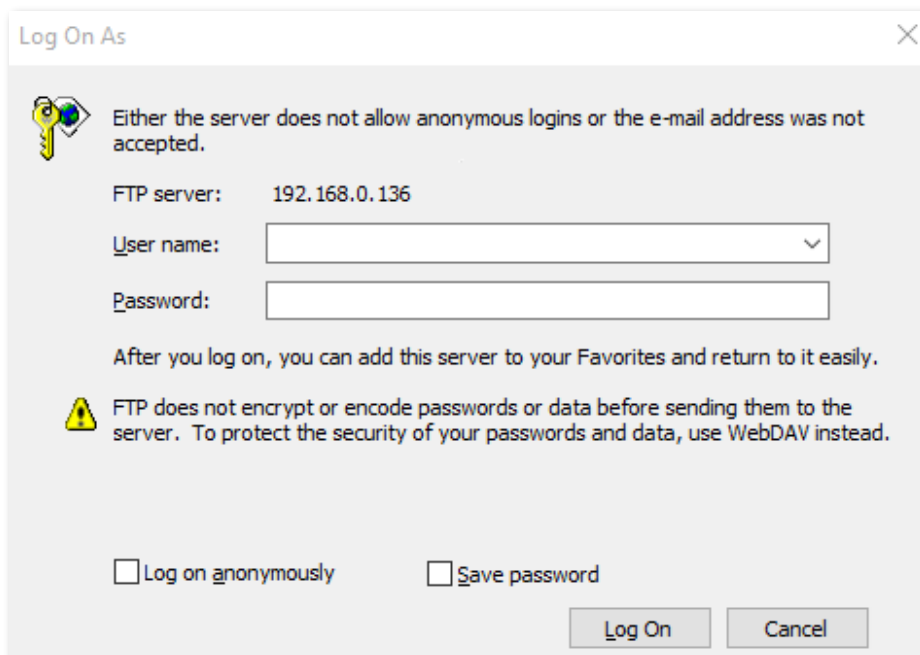 Log On As
Either the server does not allow anonymous logins or the e-mail address was not
accepted.
FTP server: 192.168.0.136
User name:
Password:
After you log on, you can add this server to your Favorites and return to it easily.
FTP does not encrypt or encode passwords or data before sending them to the
server.  To protect the security of your passwords and data, use WebDAV instead.
Log on anonymously Save password
Log On Cancel